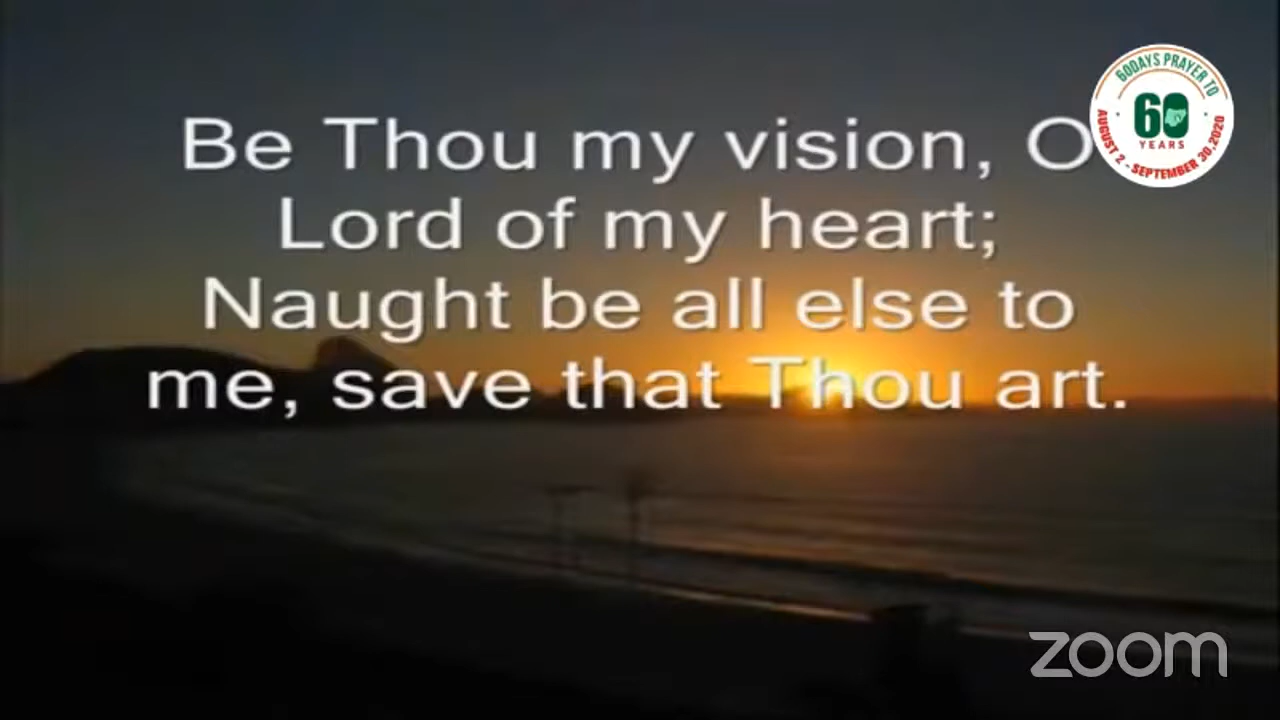 Be Thou my vision, O
Lord of my heart;
Naught be all else to
me, save that Thou art.
60DAYS PRAYER TO
60
YEARS
AUGUST 2 - SEPTEMBER 30,2020
zoom